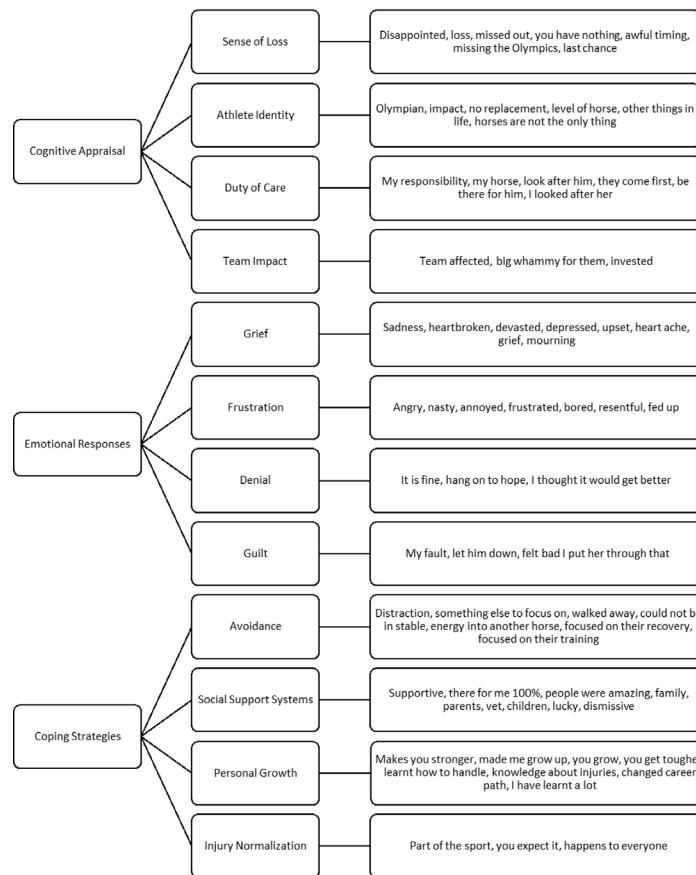 Sense of Loss
Disappointed, loss, missed out, you have nothing, awful timing,
missing the Olympics, last chance
Athlete Identity
Olympian, impact, no replacement, level of horse, other things in
life, horses are not the only thing
Cognitive Appraisal
Duty of Care
My responsibility, my horse, look after him, they come first, be
there for him, I looked after her
Team Impact
Team affected, big whammy for them, invested
Grief
Sadness, heartbroken, devasted, depressed, upset, heart ache,
grief, mourning
Frustration
Angry, nasty, annoyed, frustrated, bored, resentful, fed up
Emotional Responses
Denial
It is fine, hang on to hope, I thought it would get better
Guilt
My fault, let him down, felt bad I put her through that
Avoidance
Distraction, something else to focus on, walked away, could not b
in stable, energy into another horse, focused on their recovery,
focused on their training
Social Support Systems
Supportive, there for me 100%, people were amazing, family,
parents, vet, children, lucky, dismissive
Coping Strategies
Personal Growth
Makes you stronger, made me grow up, you grow, you get toughe
learnt how to handle, knowledge about injuries, changed career
path, I have learnt a lot
Injury Normalization
Part of the sport, you expect it, happens to everyone